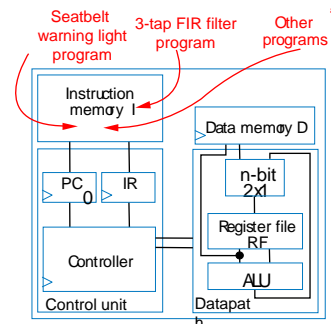 Seatbelt
warning light
program
3-tap FIR filter
program
Other
programs
Instruction
memory I
Data memory D
PC
0
IR
n-bit
2x1
Register file
RF
Controller
ALU
Control unit
Datapat
h